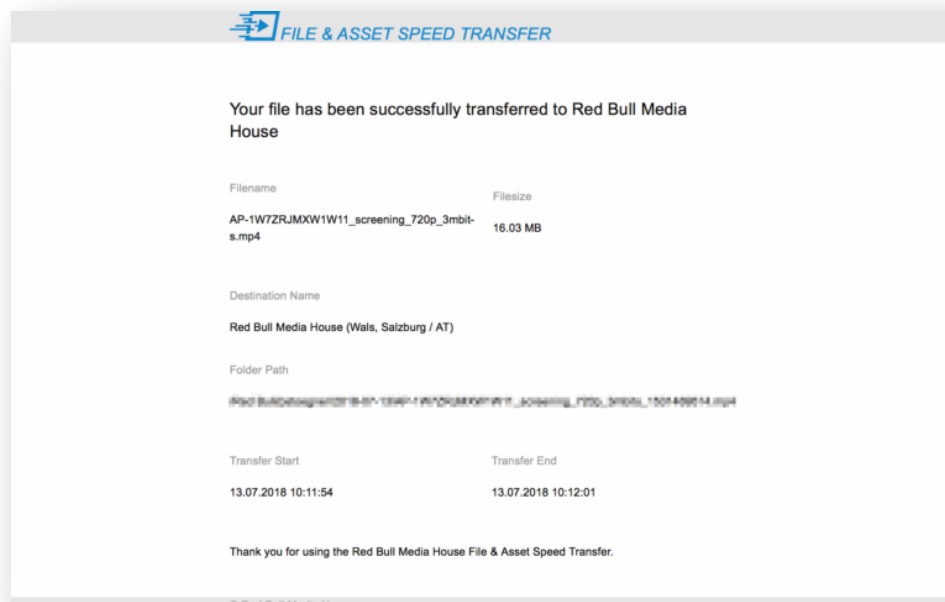 FILE & ASSET SPEED TRANSFER
Your file has been successfully transferred to Red Bull Media
House
Filename
Filesize
AP-1W7ZRJMXW1W11_screening_720p_3mbit-
s.mp4
16.03 MB
Destination Name
Red Bull Media House (Wals, Salzburg / AT)
Folder Path
Transfer Start
Transfer End
13.07.2018 10:11:54
13.07.2018 10:12:01
Thank you for using the Red Bull Media House File & Asset Speed Transfer.